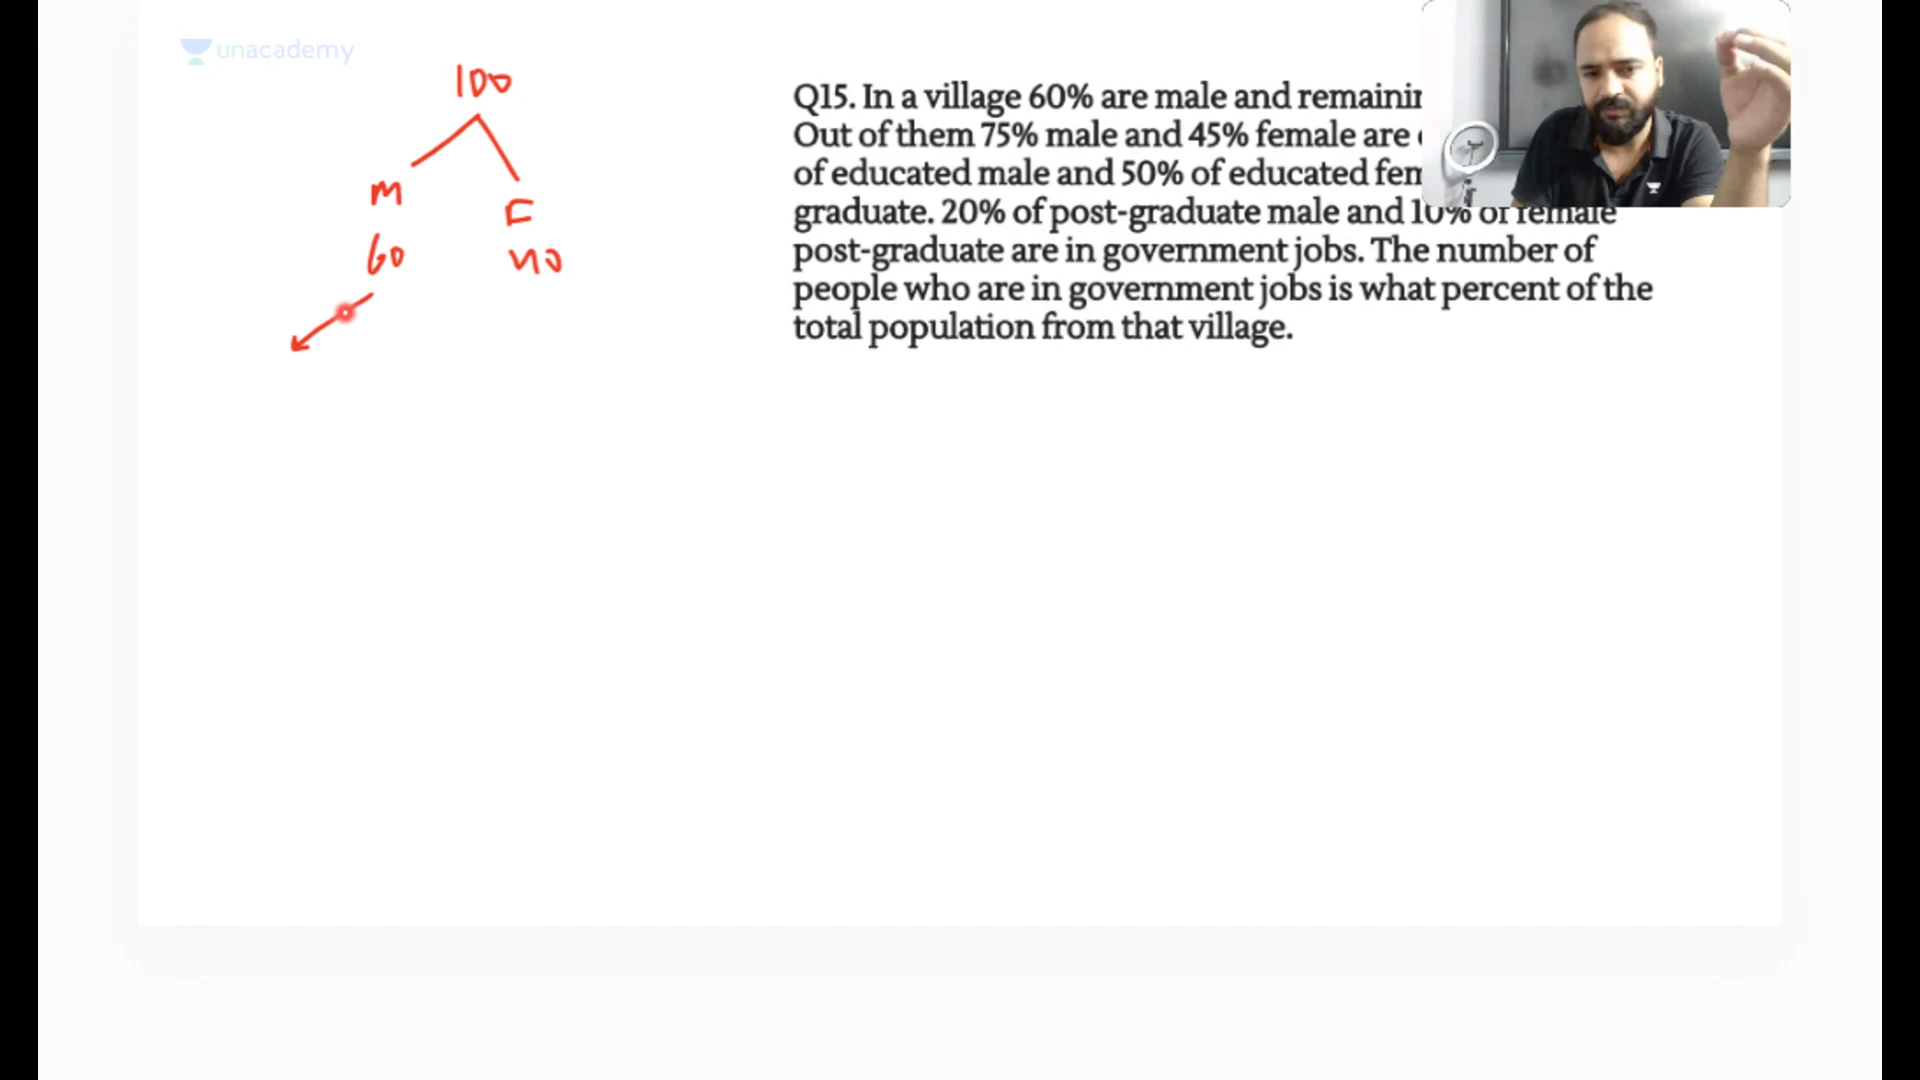 unacademy
100
M F
60 40
Q15. In a village 60% are male and
Out of them 75% male and 45% female are
of educated male and 50% of educated
graduate. 20% of post-graduate male and 10% of female
post-graduate are in government jobs. The number of
people who are in government jobs is what percent of the
total population from that village.